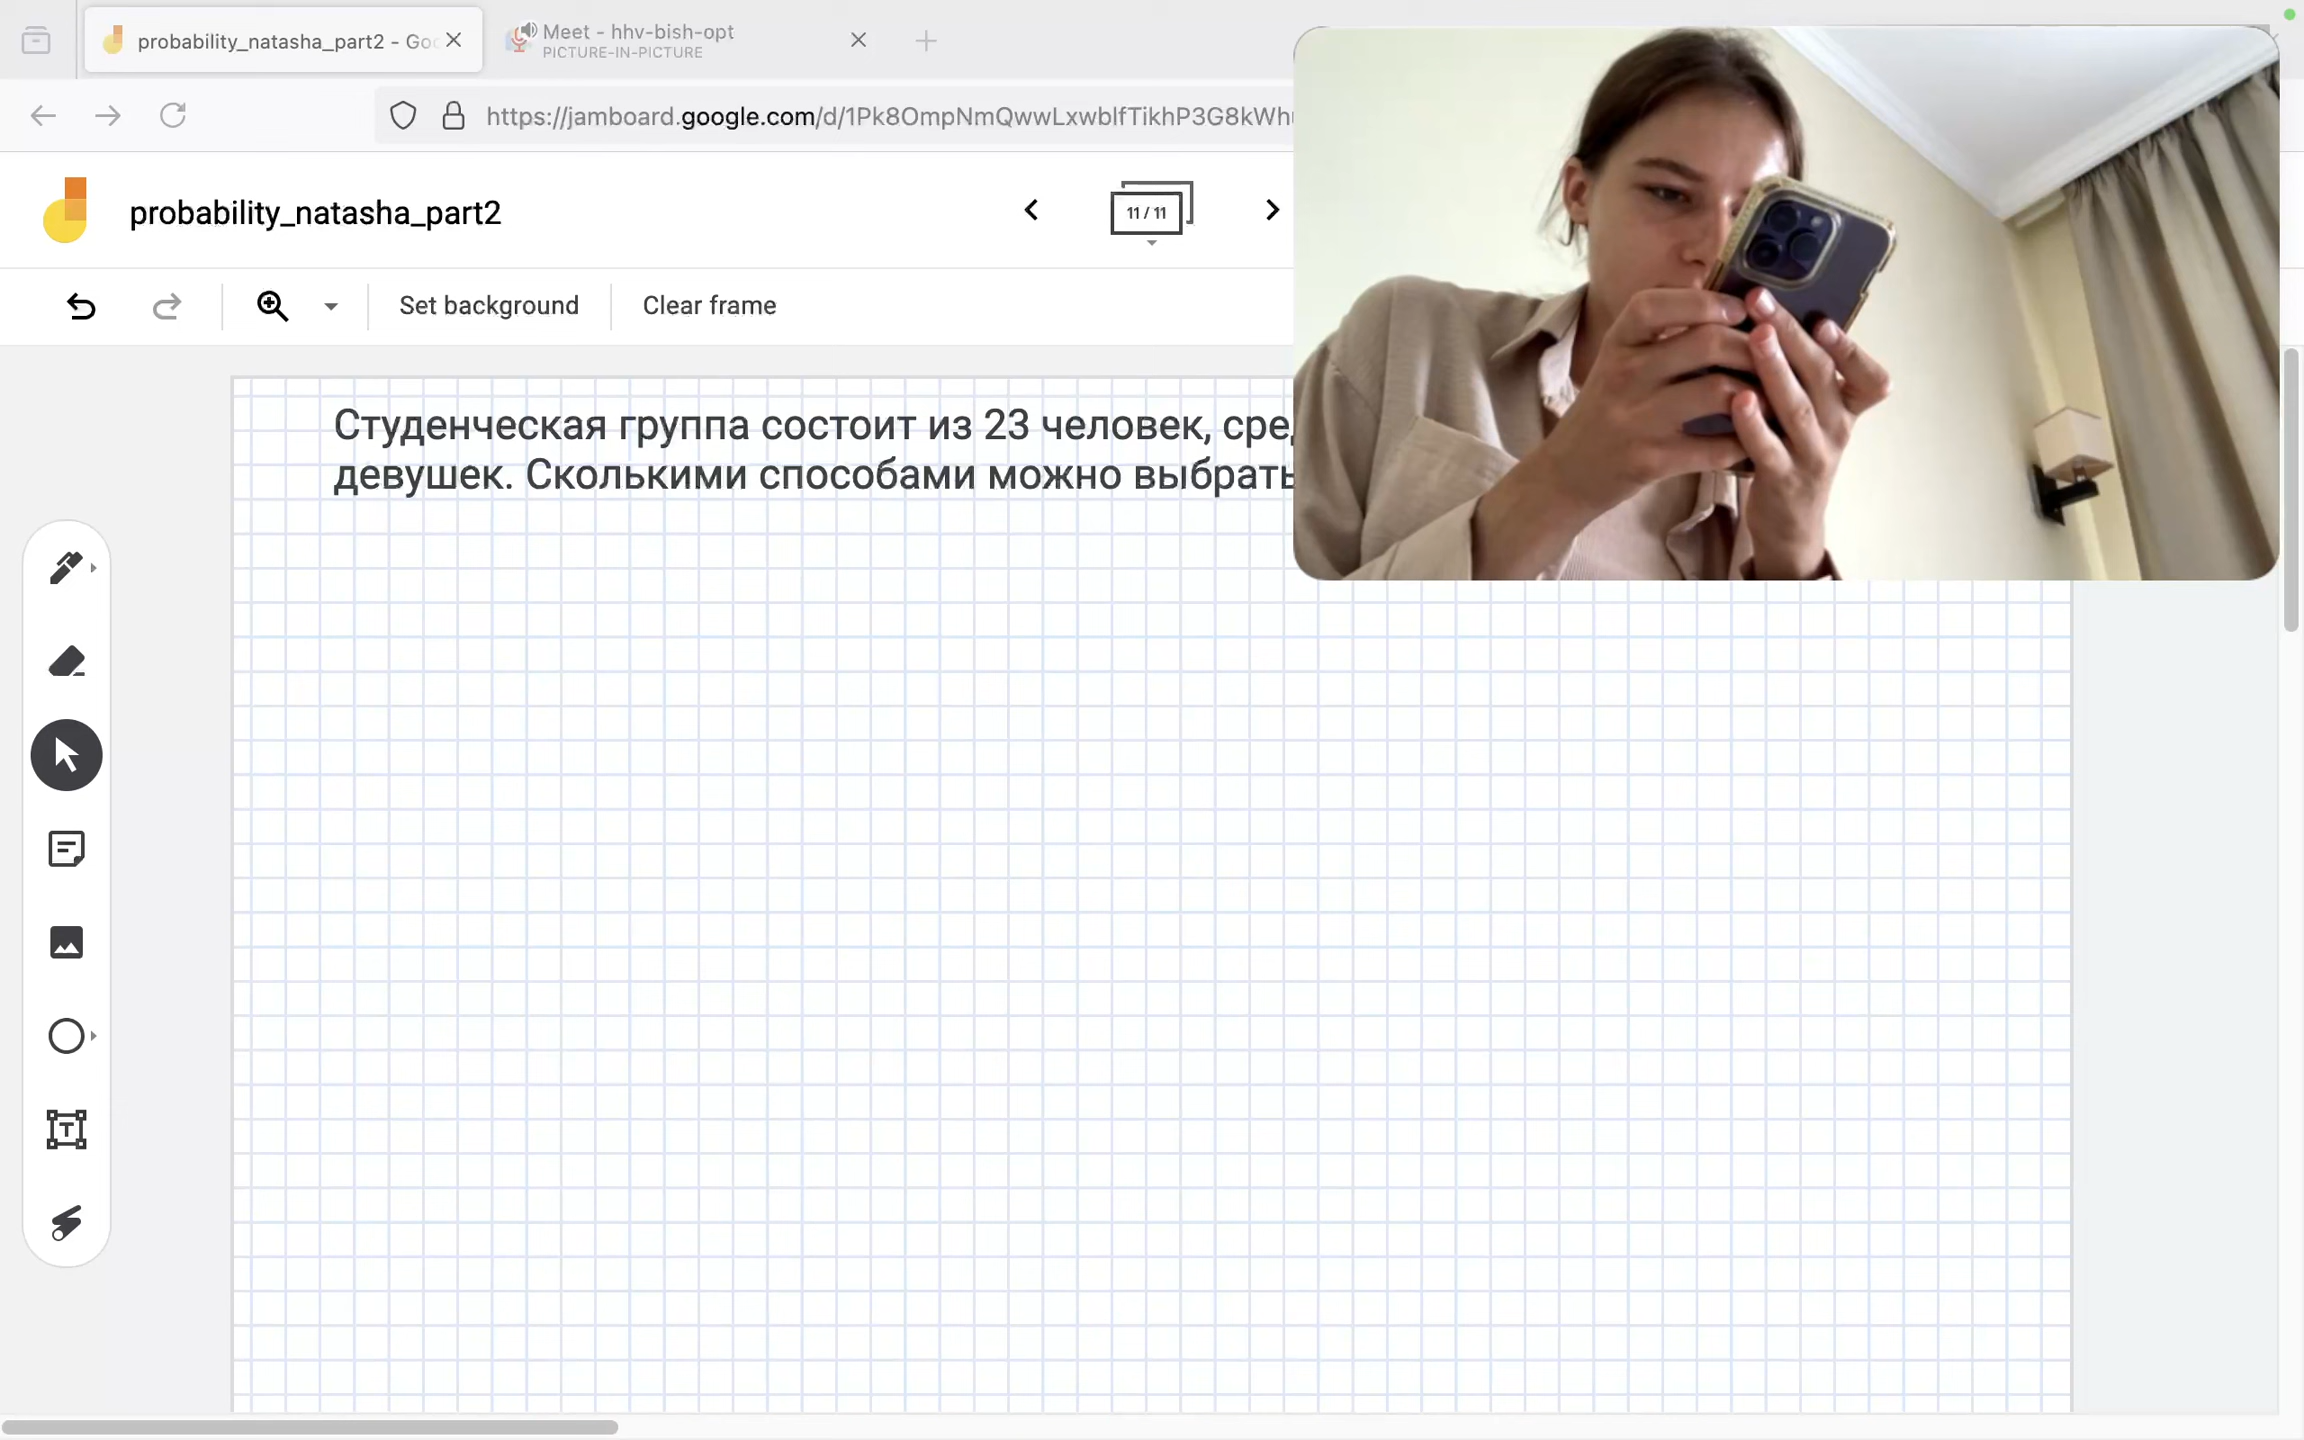 probability_natasha_part2 - Goo
Meet - hhv-bish-opt
PICTURE-IN-PICTURE
https://jamboard.google.com/d/1Pk8OmpNmQwwLxwblfTikhP3G8kWh
probability_natasha_part2
11 / 11
Set background
Clear frame
Студенческая группа состоит из 23 человек, сре
девушек. Сколькими способами можно выбрать